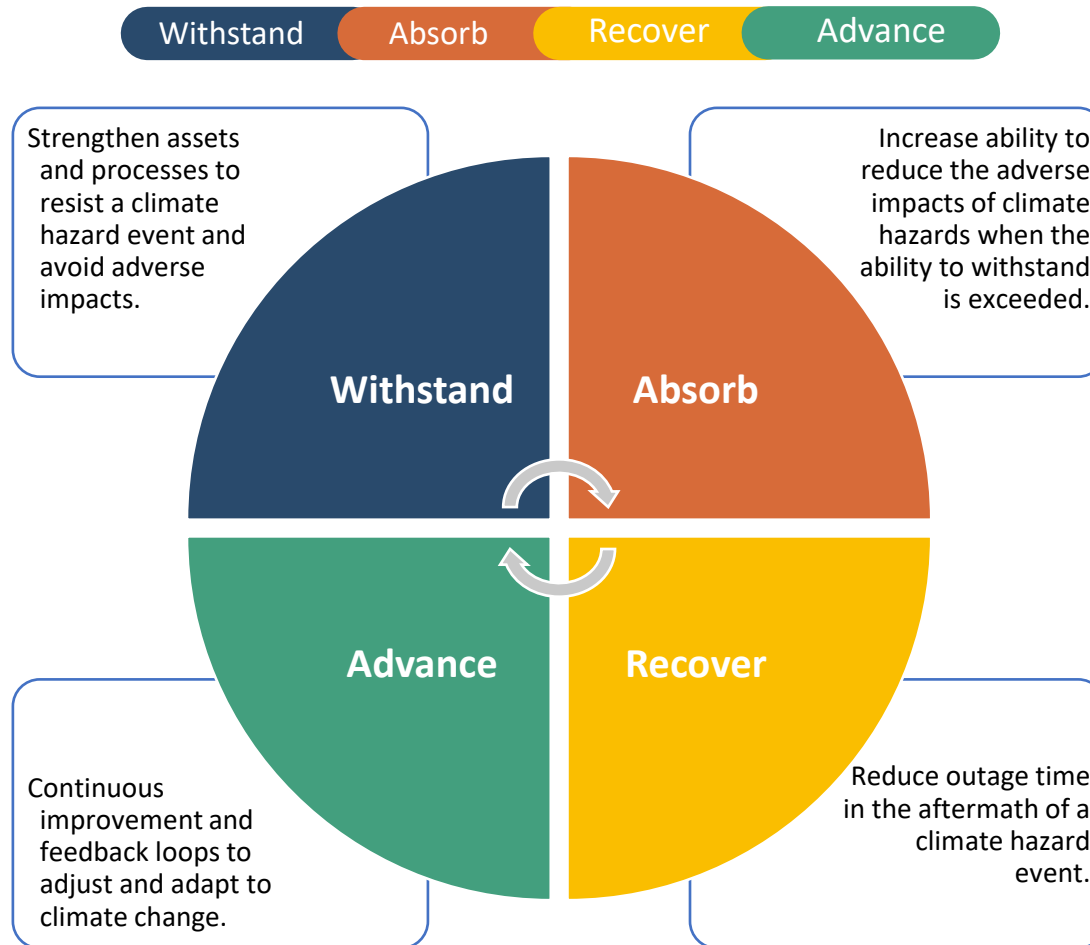 Withstand Absorb Recover Advance
Strengthen assets
and processes to
resist a climate
hazard event and
avoid adverse
impacts.
Increase ability to
reduce the adverse
impacts of climate
hazards when the
ability to withstand
is exceeded.
Withstand
Absorb
Advance
Recover
Continuous
improvement and
feedback loops to
adjust and adapt to
climate change.
Reduce outage time
in the aftermath of a
climate hazard
event.